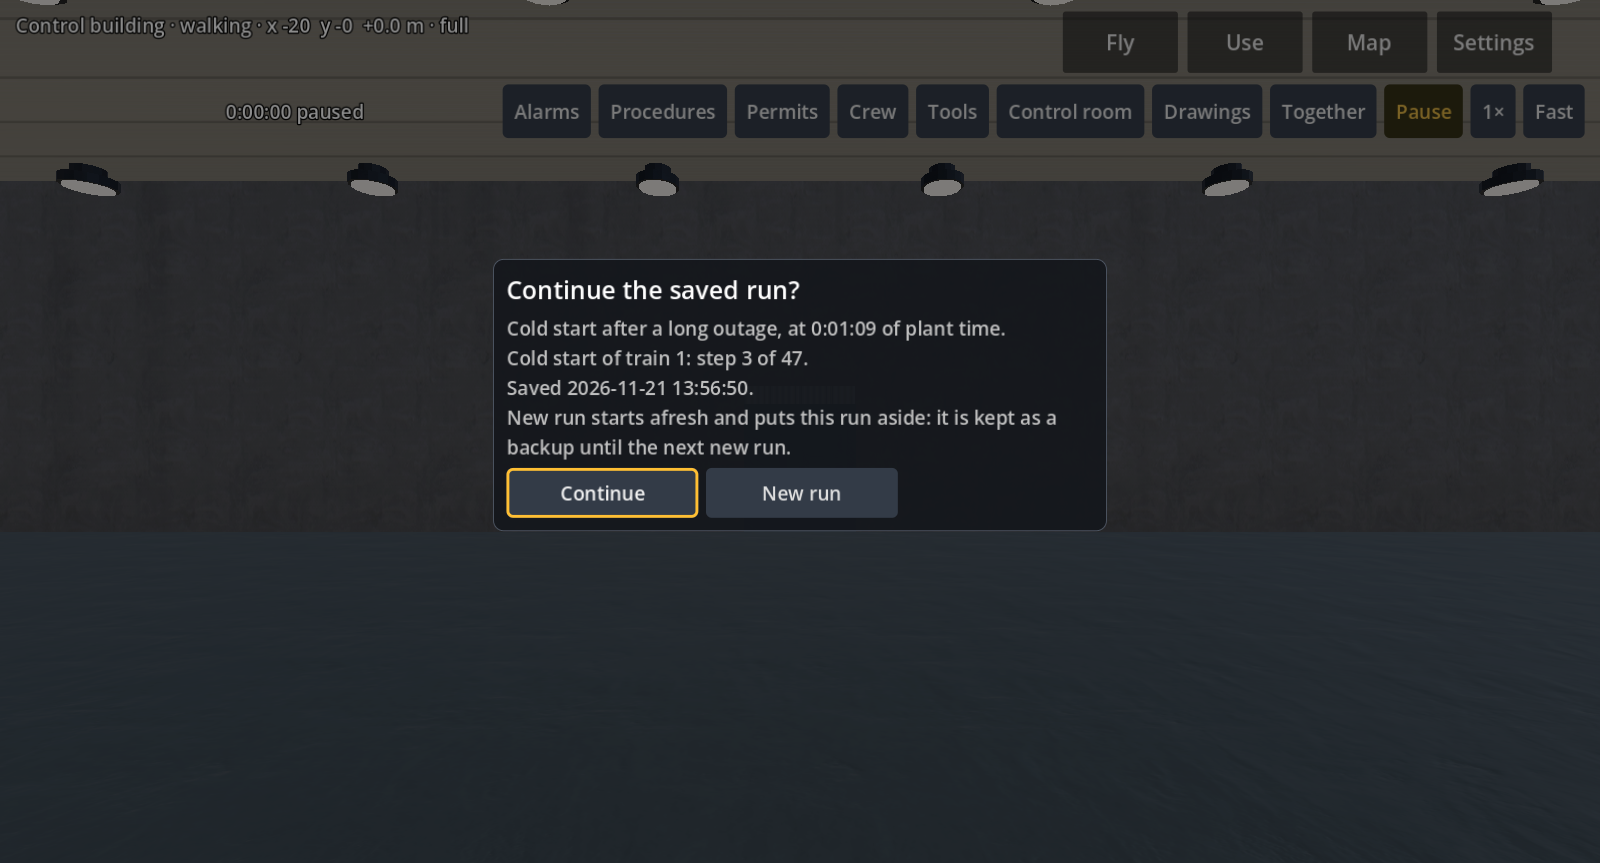 Control building · walking · x -20 y -0 +0.0 m · full
Fly
Use
Map
Settings
0:00:00 paused
Alarms
Procedures
Permits
Crew
Tools
Control room
Drawings
Together
Pause
1×
Fast
Continue the saved run?
Cold start after a long outage, at 0:01:09 of plant time.
Cold start of train 1: step 3 of 47.
Saved 2026-11-21 13:56:50.
New run starts afresh and puts this run aside: it is kept as a
backup until the next new run.
Continue
New run